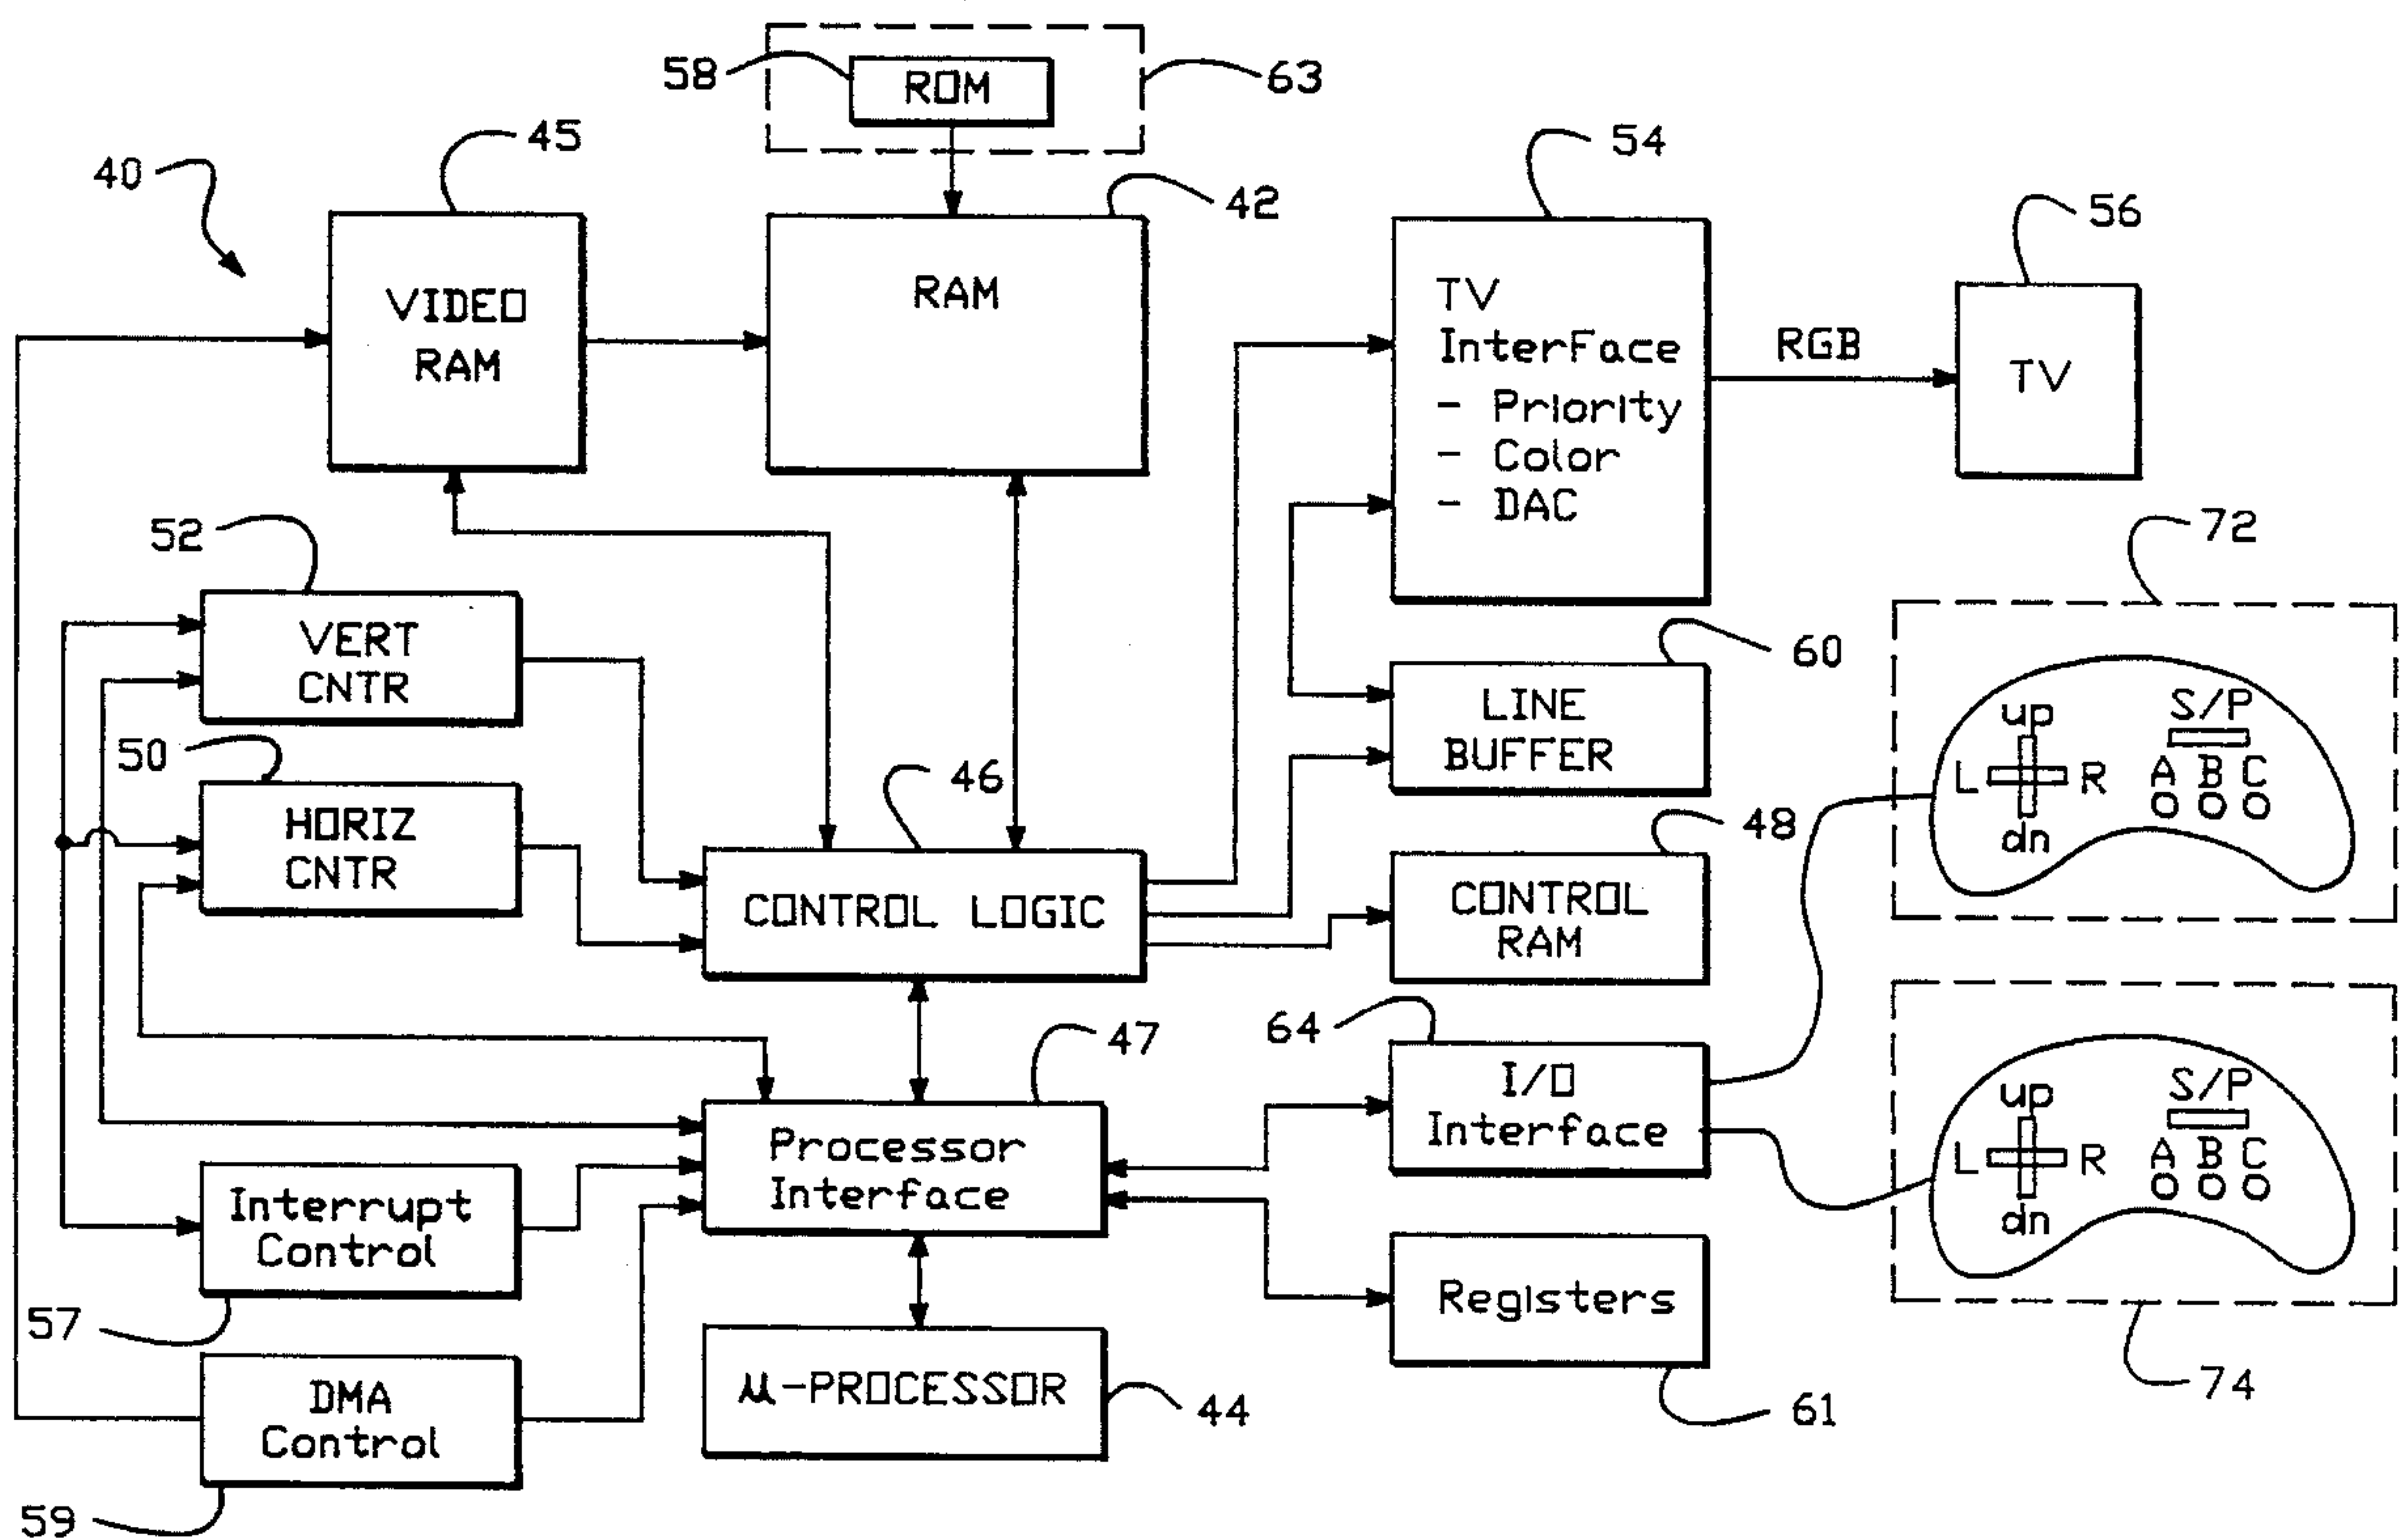 58
ROM
63
40
45
VIDEO
RAM
42
RAM
54
TV
InterFace
- Priority
- Color
- DAC
RGB
56
TV
52
VERT
CNTR
50
HORIZ
CNTR
46
CONTROL LOGIC
60
LINE
BUFFER
48
CONTROL
RAM
72
up
L
R
dn
S/P
A B C
64
I/O
Interface
47
Processor
Interface
Interrupt
Control
57
DMA
Control
59
µ-PROCESSOR
44
Registers
61
up
L
R
dn
S/P
A B C
74